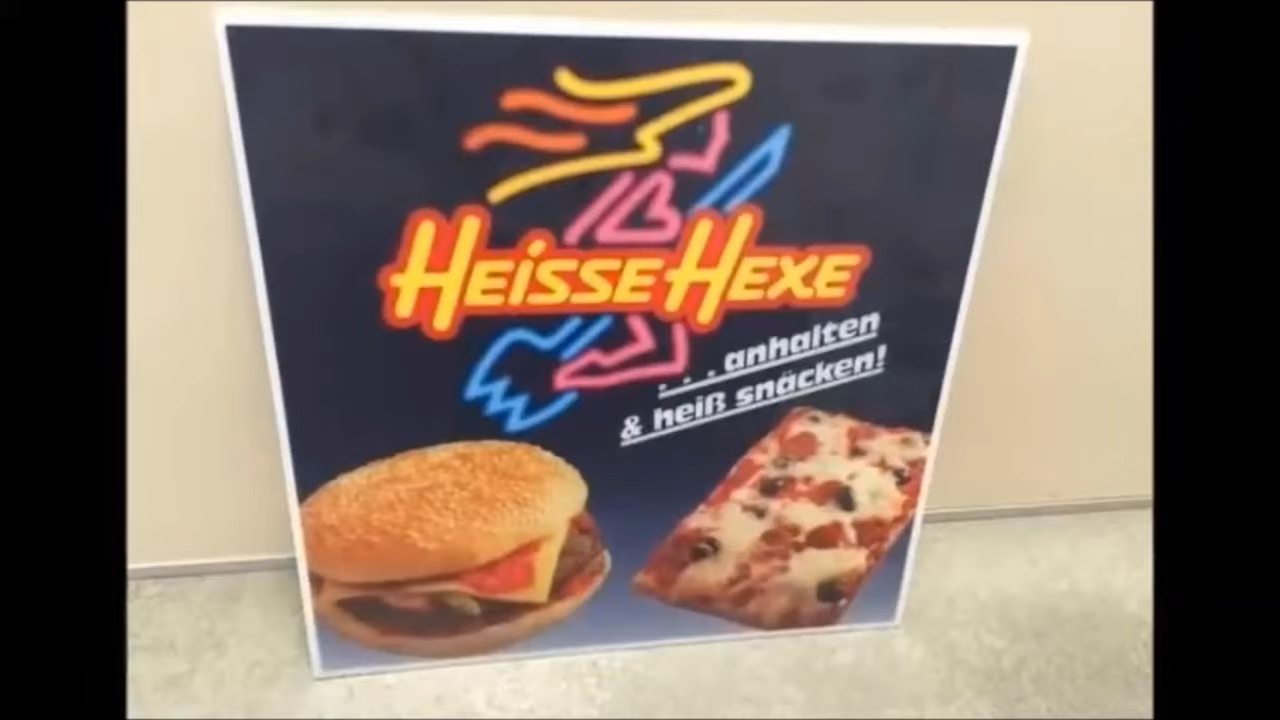 HEISSE HEXE
. . . anhalten
& heiß snäcken!